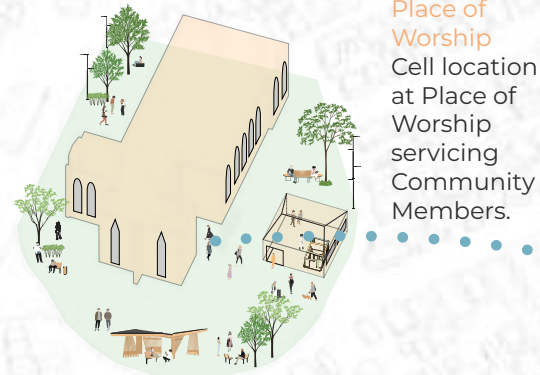 Place of
Worship
Cell location
at Place of
Worship
servicing
Community
Members.